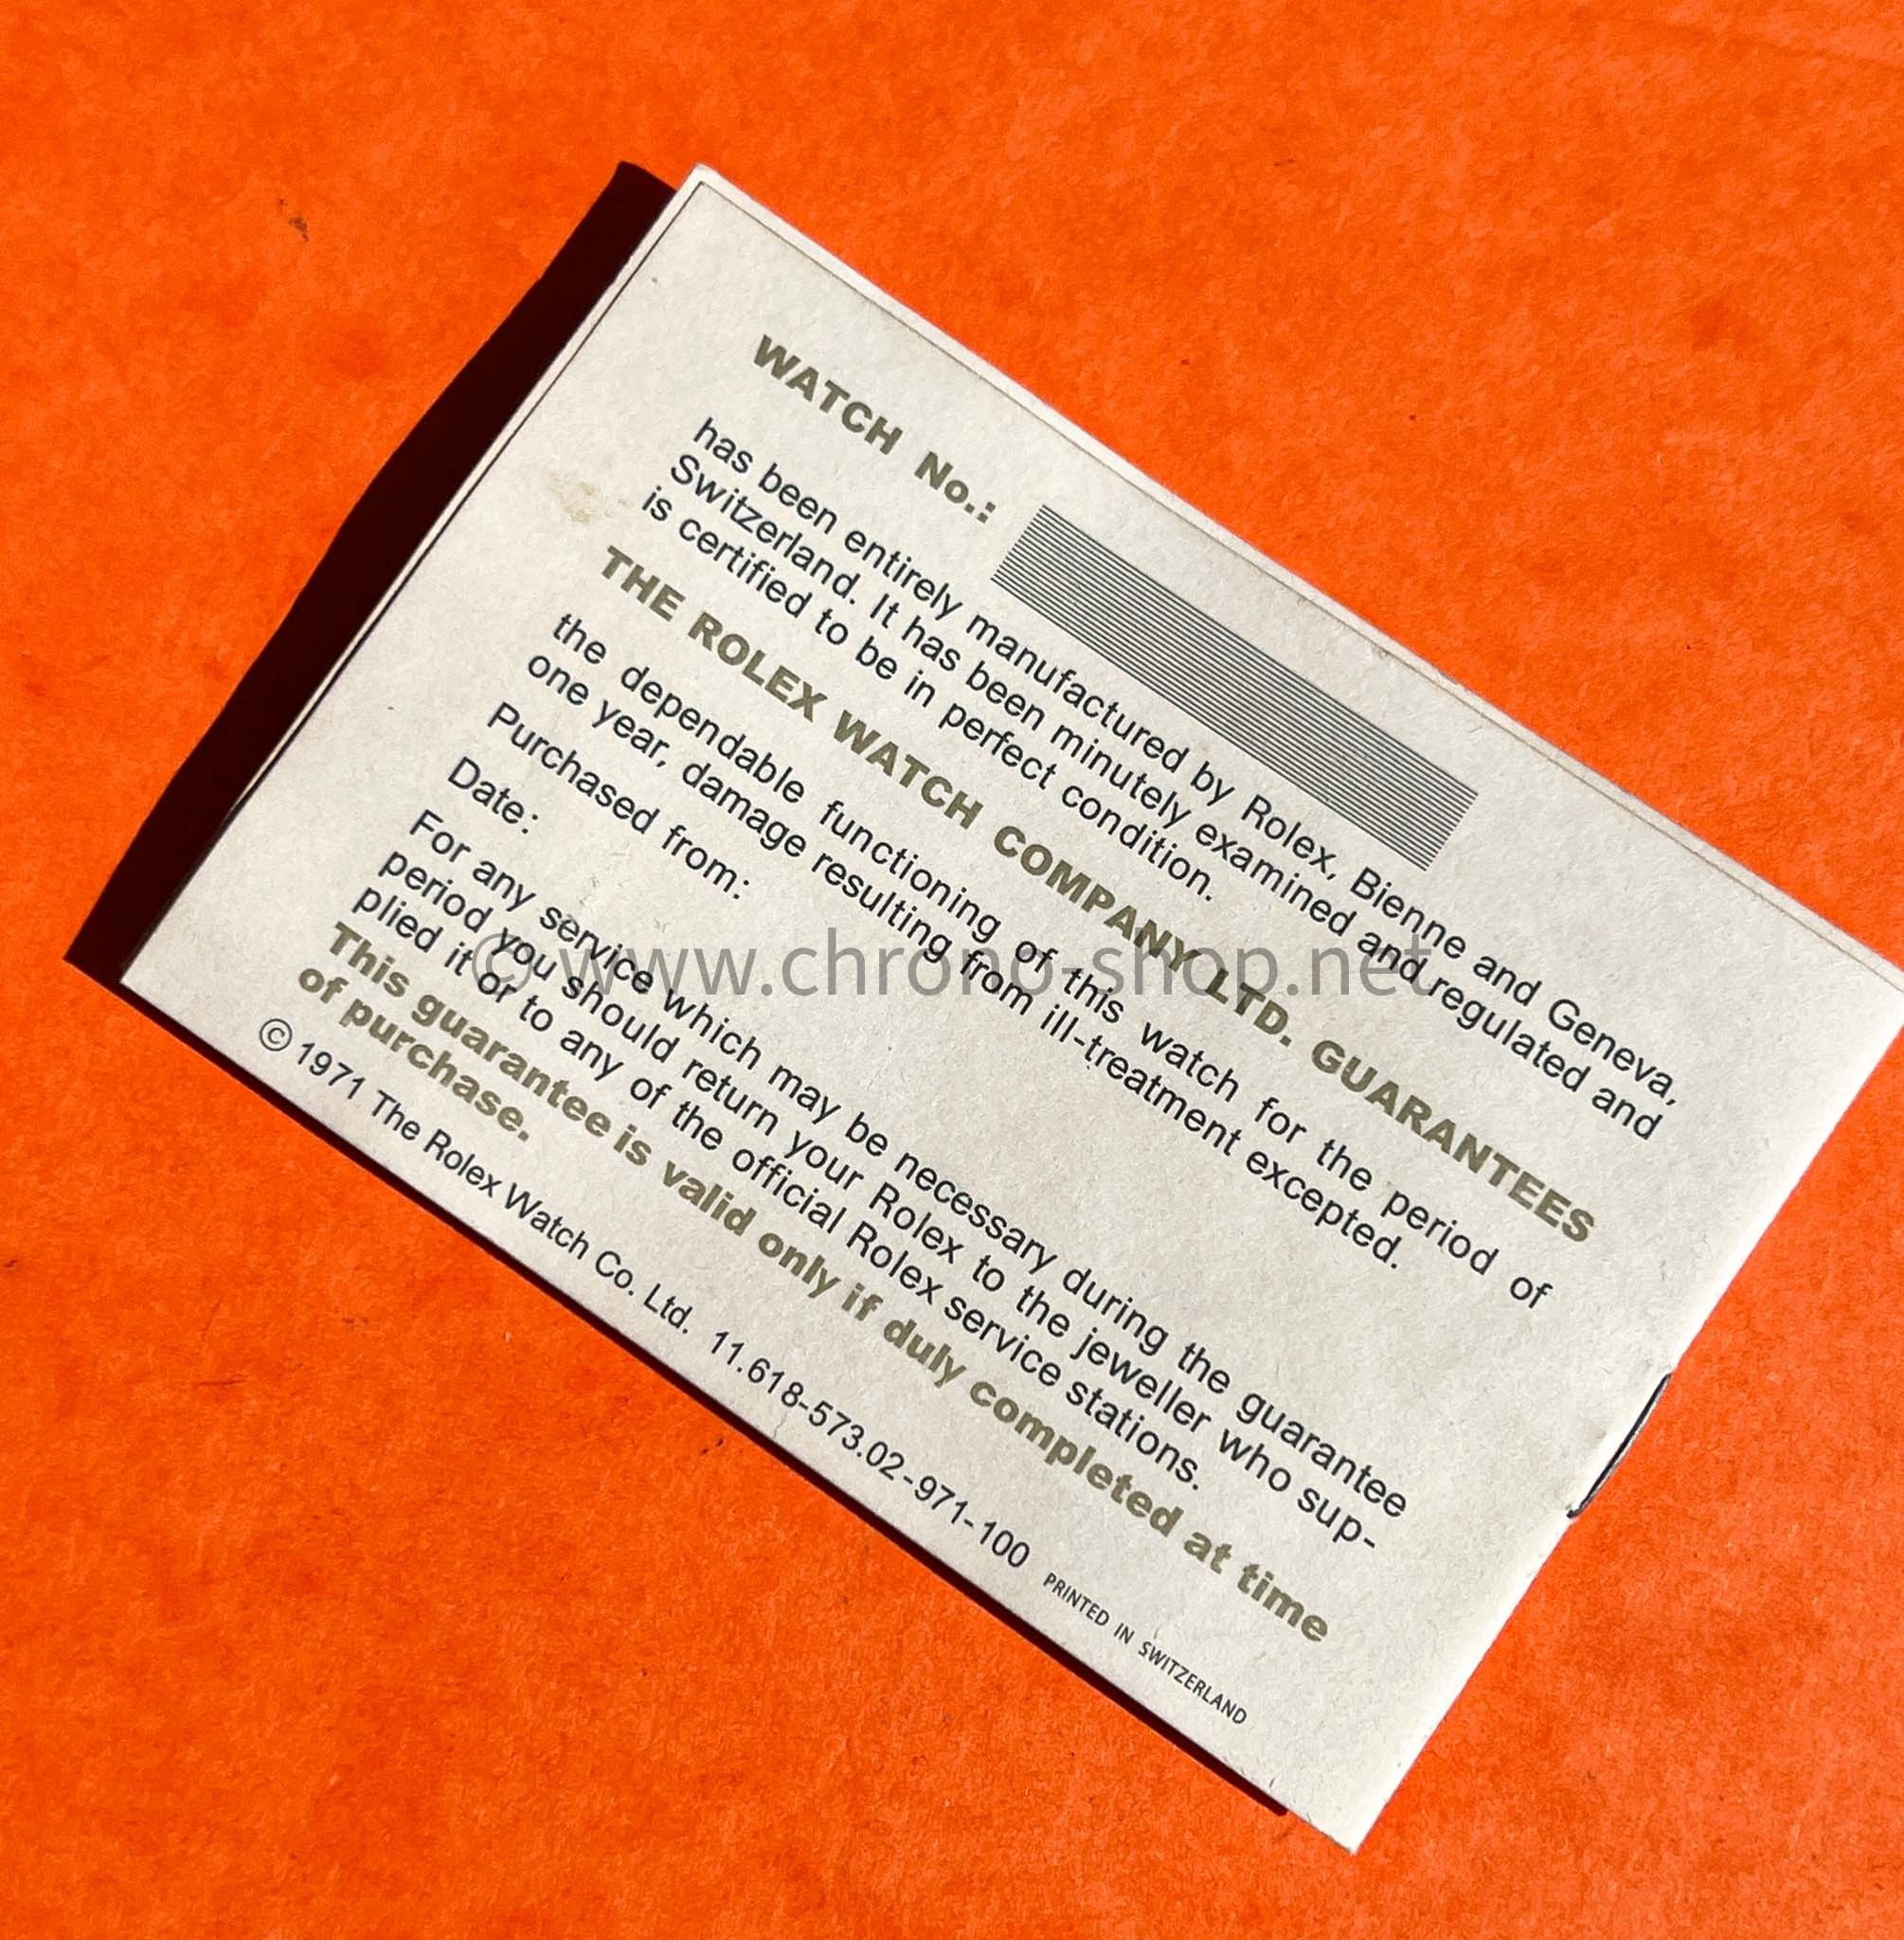 WATCH No.:
has been entirely manufactured by Rolex, Bienne and Geneva,
Switzerland. It has been minutely examined and regulated and
is certified to be in perfect condition.
THE ROLEX WATCH COMPANY LTD. GUARANTEES
the dependable functioning of this watch for the period of
one year, damage resulting from ill-treatment excepted.
Purchased from:
Date:
For any service which may be necessary during the guarantee
period you should return your Rolex to the jeweller who sup-
plied it or to any of the official Rolex service stations.
This guarantee is valid only if duly completed at time
of purchase.
© 1971 The Rolex Watch Co. Ltd. 11.618-573.02-971-100 PRINTED IN SWITZERLAND
© www.chrono-shop.net